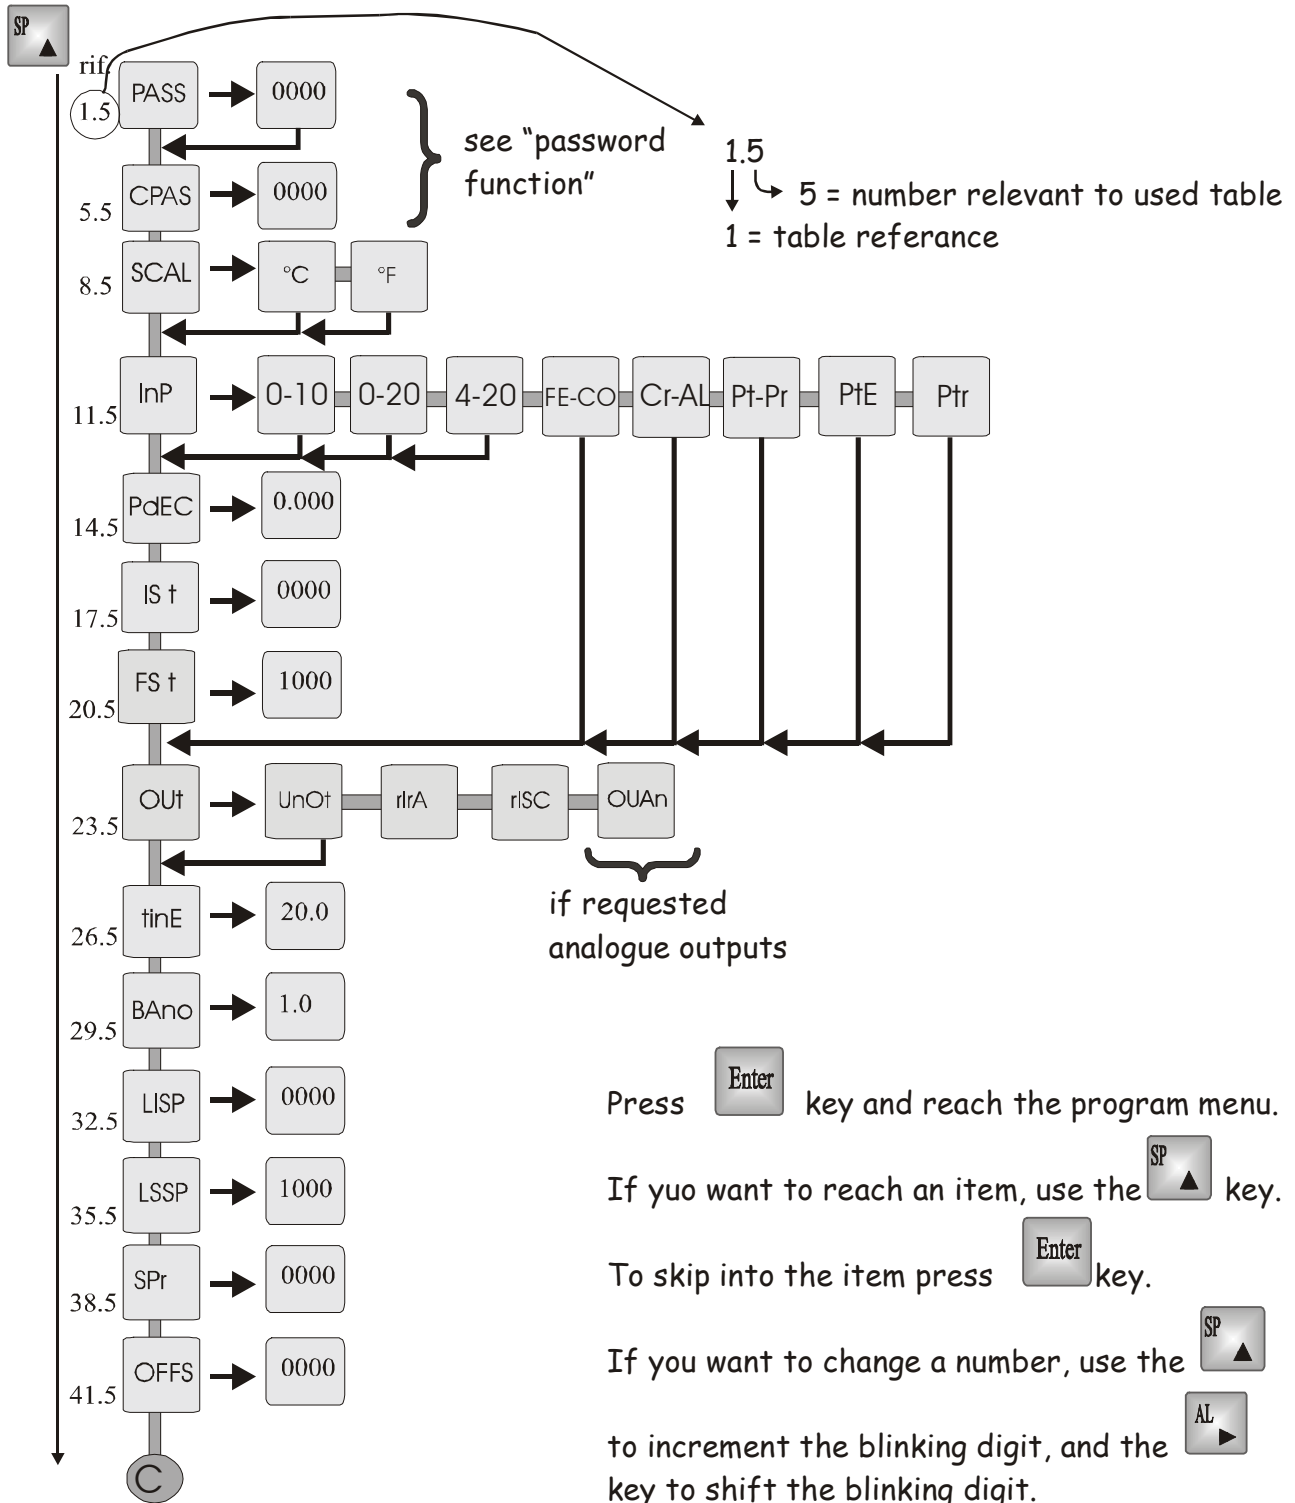 SP
rif.
1.5 PASS 0000
see “password
function”
1.5
5 = number relevant to used table
1 = table referance
5.5 CPAS 0000
8.5 SCAL °C °F
11.5 InP 0-10 0-20 4-20 FE-CO Cr-AL Pt-Pr PtE Ptr
14.5 PdEC 0.000
17.5 IS t 0000
20.5 FS t 1000
23.5 OUt UnOt rIrA rISC OUAn
if requested
analogue outputs
26.5 tinE 20.0
29.5 BAno 1.0
32.5 LISP 0000
35.5 LSSP 1000
38.5 SPr 0000
41.5 OFFS 0000
C
Press Enter key and reach the program menu.
If yuo want to reach an item, use the SP key.
To skip into the item press Enter key.
If you want to change a number, use the SP
to increment the blinking digit, and the AL
key to shift the blinking digit.